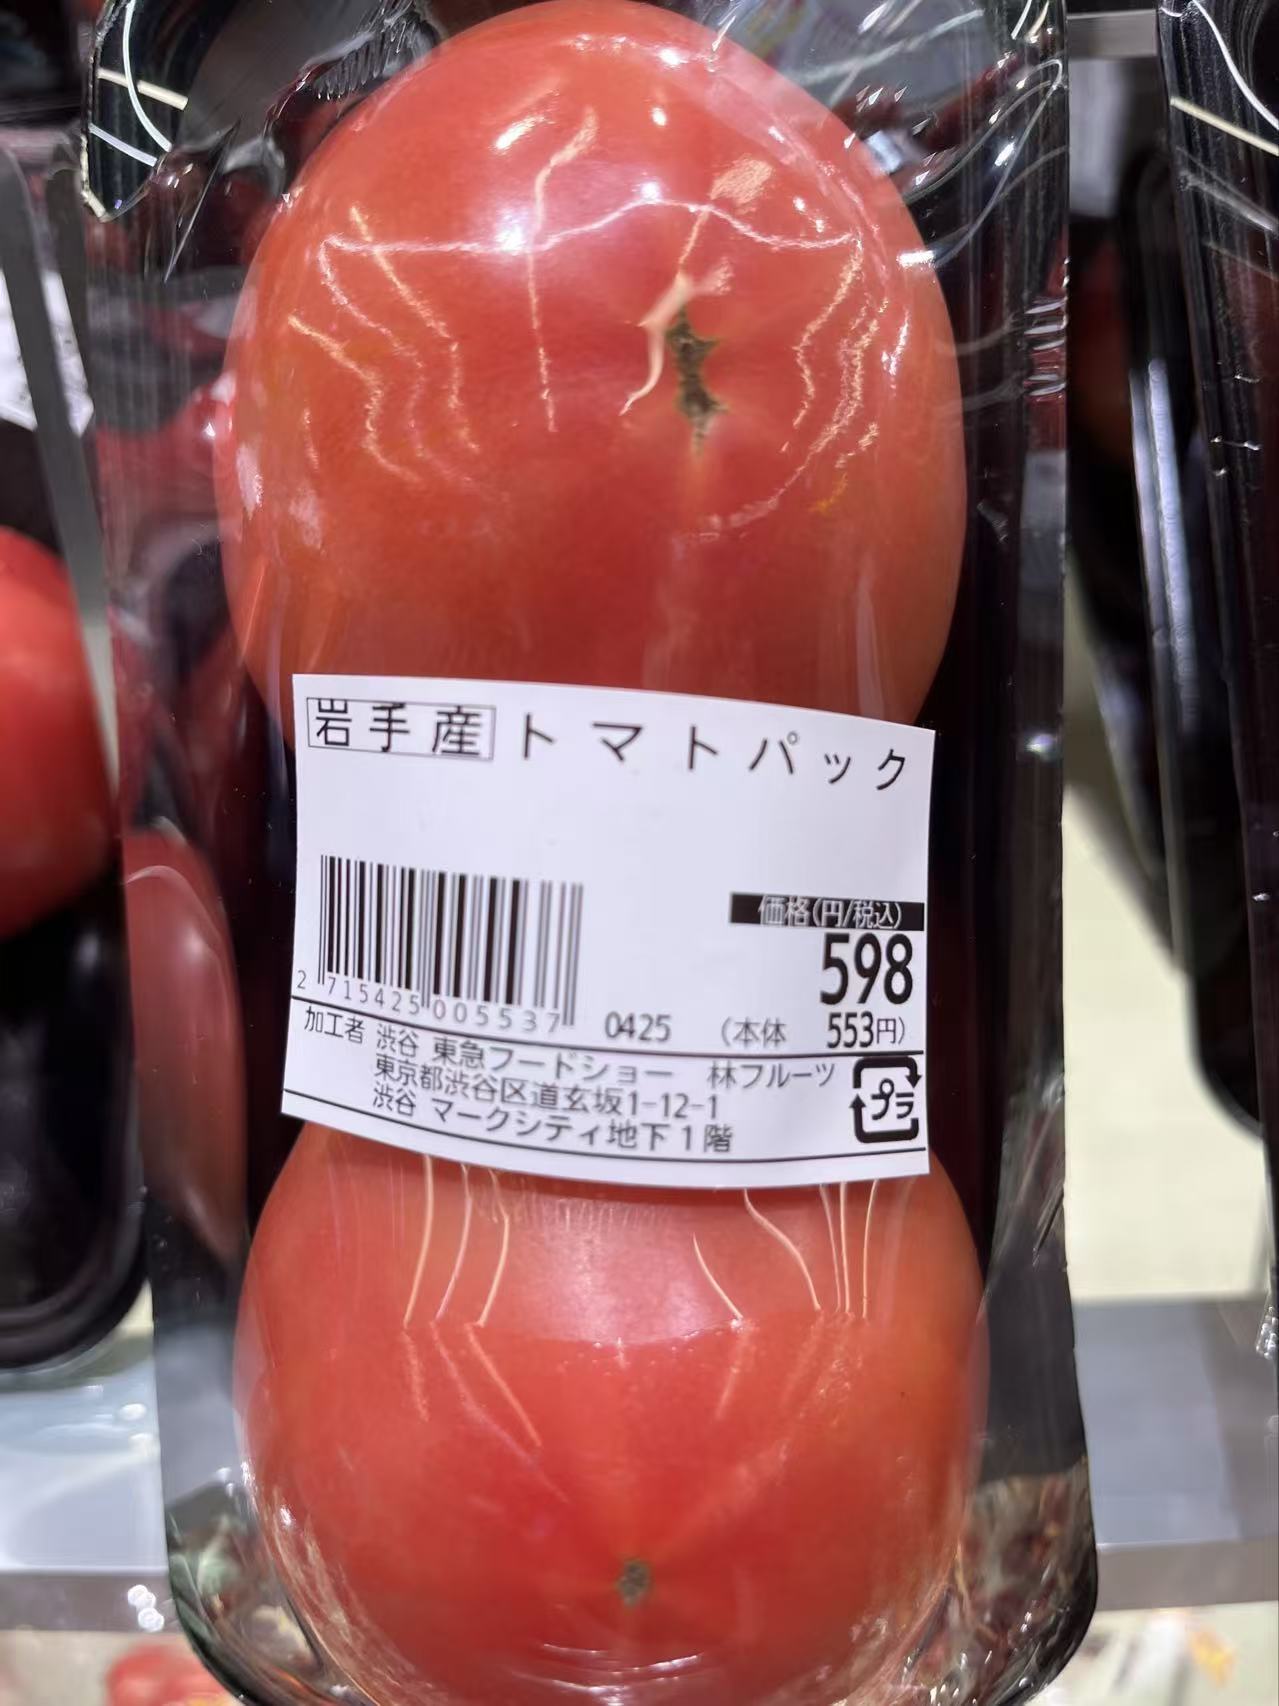 岩手産 トマトパック
価格(円/税込)
598
2 715425 005537 0425 (本体 553円)
加工者 渋谷 東急フードショー 林フルーツ
東京都渋谷区道玄坂1-12-1
渋谷 マークシティ地下1階
プラ